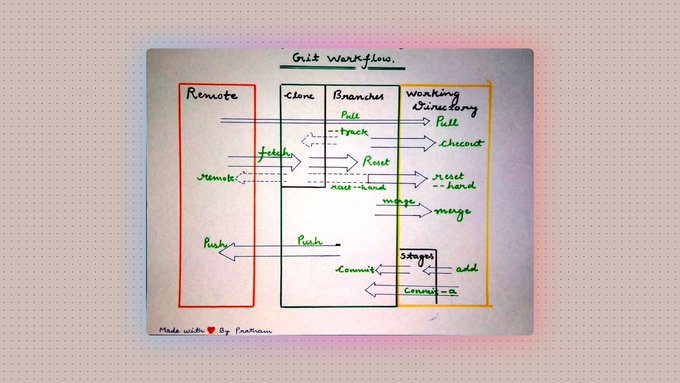 Git Workflow.
Remote
Clone
Branches
Working
Directory
Pull
Pull
--track
checout
fetch
Reset
remote
reset--hard
reset
--hard
merge
merge
Push
Push
Stages
Commit
add
Commit-a
Made with ❤ By Pratham